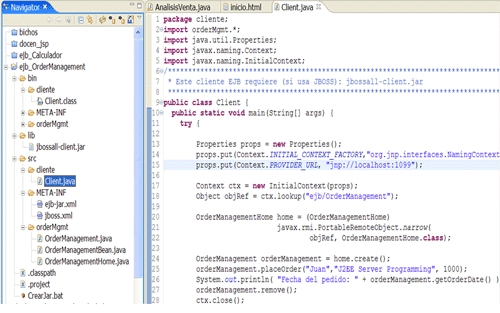 Navigator
bichos
docen_jsp
ejb_Calculador
ejb_OrderManagement
bin
cliente
Client.class
META-INF
orderMgmt
lib
jbossall-client.jar
src
cliente
Client.java
META-INF
ejb-jar.xml
jboss.xml
orderMgmt
OrderManagement.java
OrderManagementBean.java
OrderManagementHome.java
.classpath
.project
CrearJar.bat
AnalisisVenta.java
inicio.html
Client.java
1 package cliente;
2 import orderMgmt.*;
3 import java.util.Properties;
4 import javax.naming.Context;
5 import javax.naming.InitialContext;
6 /**************************************************************
7 * Este cliente EJB requiere (si usa JBOSS): jbossall-client.jar
8 **************************************************************
9 public class Client {
10 public static void main(String[] args) {
11 try {
12
13 Properties props = new Properties();
14 props.put(Context.INITIAL_CONTEXT_FACTORY,"org.jnp.interfaces.NamingContext
15 props.put(Context.PROVIDER_URL, "jnp://localhost:1099");
16
17 Context ctx = new InitialContext(props);
18 Object objRef = ctx.lookup("ejb/OrderManagement");
19
20 OrderManagementHome home = (OrderManagementHome)
21 javax.rmi.PortableRemoteObject.narrow(
22 objRef, OrderManagementHome.class);
23
24 OrderManagement orderManagement = home.create();
25 orderManagement.placeOrder("Juan","J2EE Server Programming", 1000);
26 System.out.println( "Fecha del pedido: " + orderManagement.getOrderDate() )
27 orderManagement.remove();
28 ctx.close();